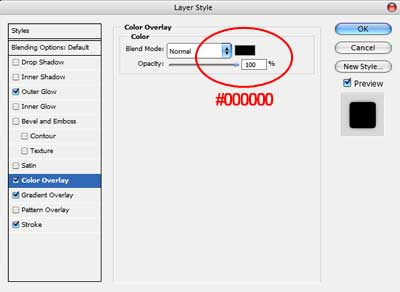 Layer Style
Styles
Blending Options: Default
Drop Shadow
Inner Shadow
Outer Glow
Inner Glow
Bevel and Emboss
Contour
Texture
Satin
Color Overlay
Gradient Overlay
Pattern Overlay
Stroke
Color Overlay
Color
Blend Mode: Normal
Opacity: 100 %
#000000
OK
Cancel
New Style...
Preview